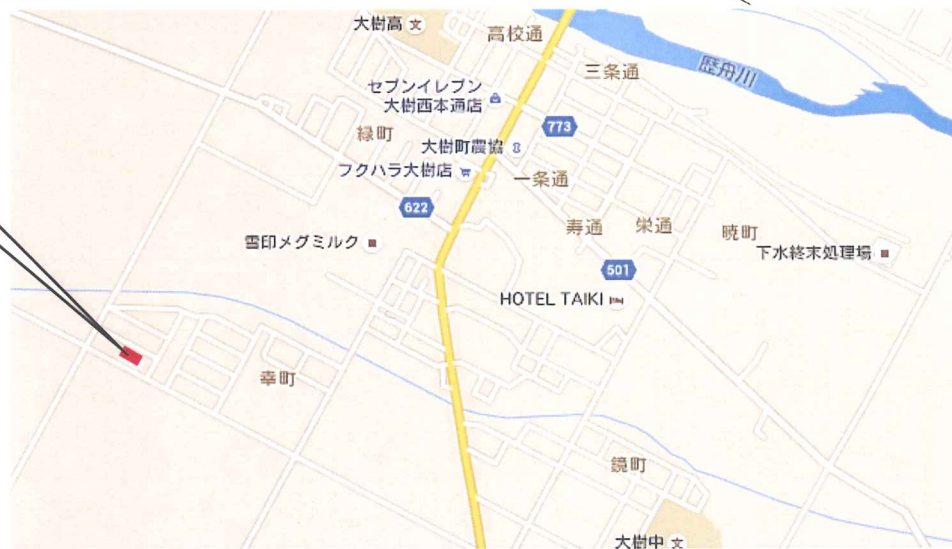 大樹高
高校通
三条通
歴舟川
セブンイレブン
大樹西本通店
773
緑町
大樹町農協
フクハラ大樹店
一条通
622
寿通
栄通
暁町
雪印メグミルク
下水終末処理場
501
HOTEL TAIKI
幸町
鏡町
大樹中